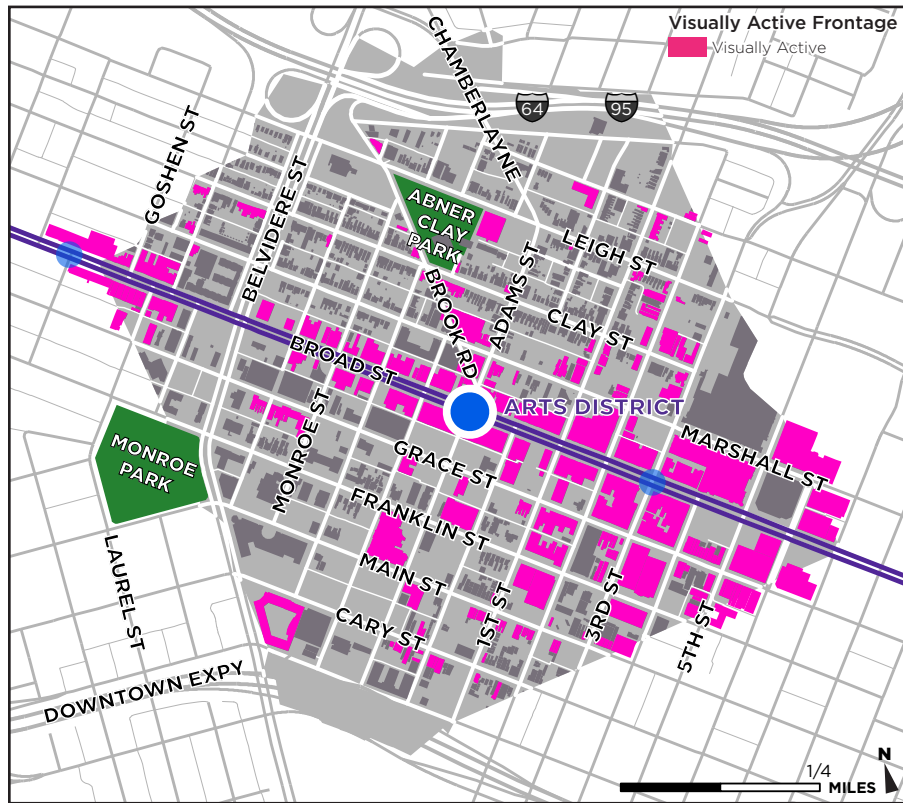 Visually Active Frontage
Visually Active
CHAMBERLAYNE
64
95
GOSHEN ST
BELVIDERE ST
ABNER
CLAY
PARK
LEIGH ST
ADAMS ST
BROOK RD
CLAY ST
BROAD ST
ARTS DISTRICT
MONROE ST
MARSHALL ST
MONROE
PARK
GRACE ST
FRANKLIN ST
LAUREL ST
MAIN ST
1ST ST
3RD ST
5TH ST
CARY ST
DOWNTOWN EXPY
N
1/4
MILES